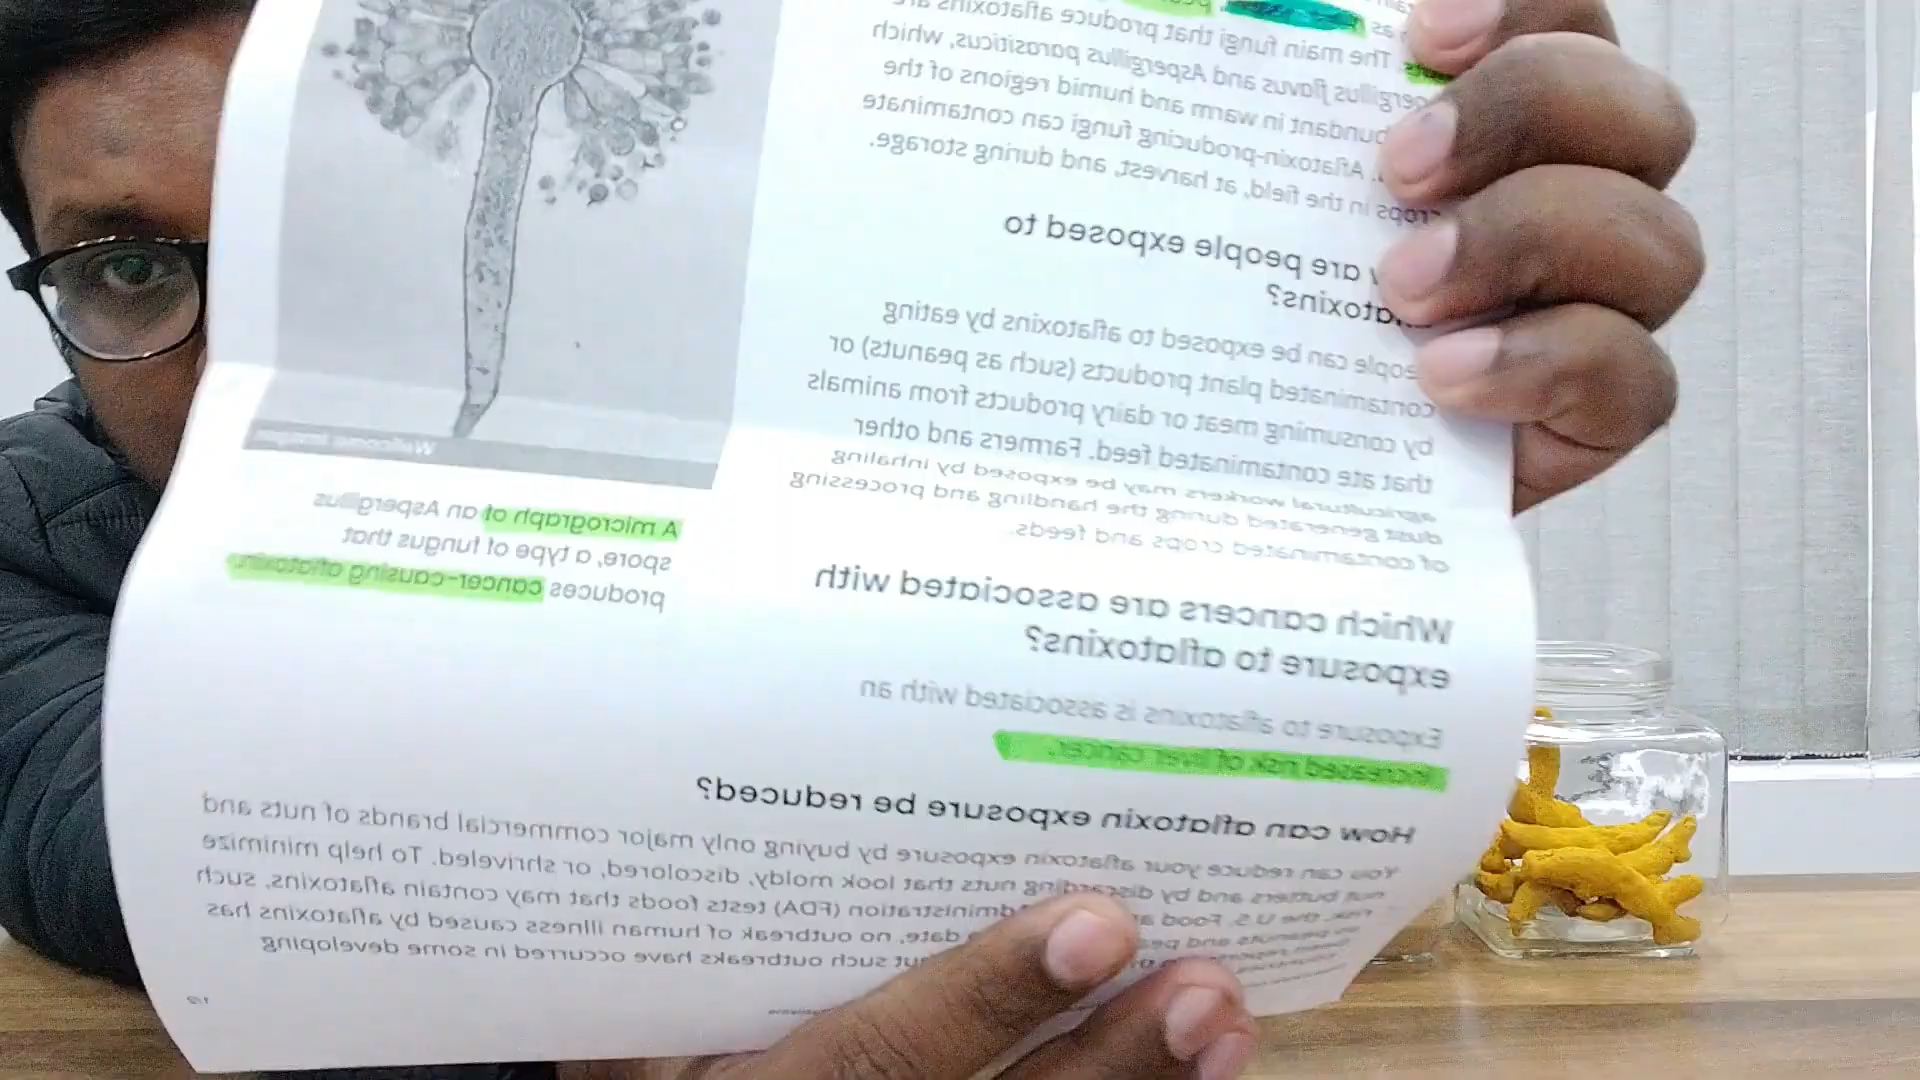 as
. The main fungi that produce aflatoxins are
flavus and Aspergillus parasiticus, which
in warm and humid regions of the
. Aflatoxin-producing fungi can contaminate
crops in the field, at harvest, and during storage.
are people exposed to
aflatoxins?
People can be exposed to aflatoxins by eating
contaminated plant products (such as peanuts) or
by consuming meat or dairy products from animals
that ate contaminated feed. Farmers and other
agricultural workers may be exposed by inhaling
dust generated during the handling and processing
of contaminated crops and feeds.
Which cancers are associated with
exposure to aflatoxins?
Exposure to aflatoxins is associated with an
increased risk of liver cancer.
A micrograph of an Aspergillus
spore, a type of fungus that
produces cancer-causing aflatoxin.
How can aflatoxin exposure be reduced?
You can reduce your aflatoxin exposure by buying only major commercial brands of nuts and
nut butters and by discarding nuts that look moldy, discolored, or shriveled. To help minimize
risk, the U.S. Food (FDA) tests foods that may contain aflatoxins, such
as peanuts and date, no outbreak of human illness caused by aflatoxins has
such outbreaks have occurred in some developing
1/2